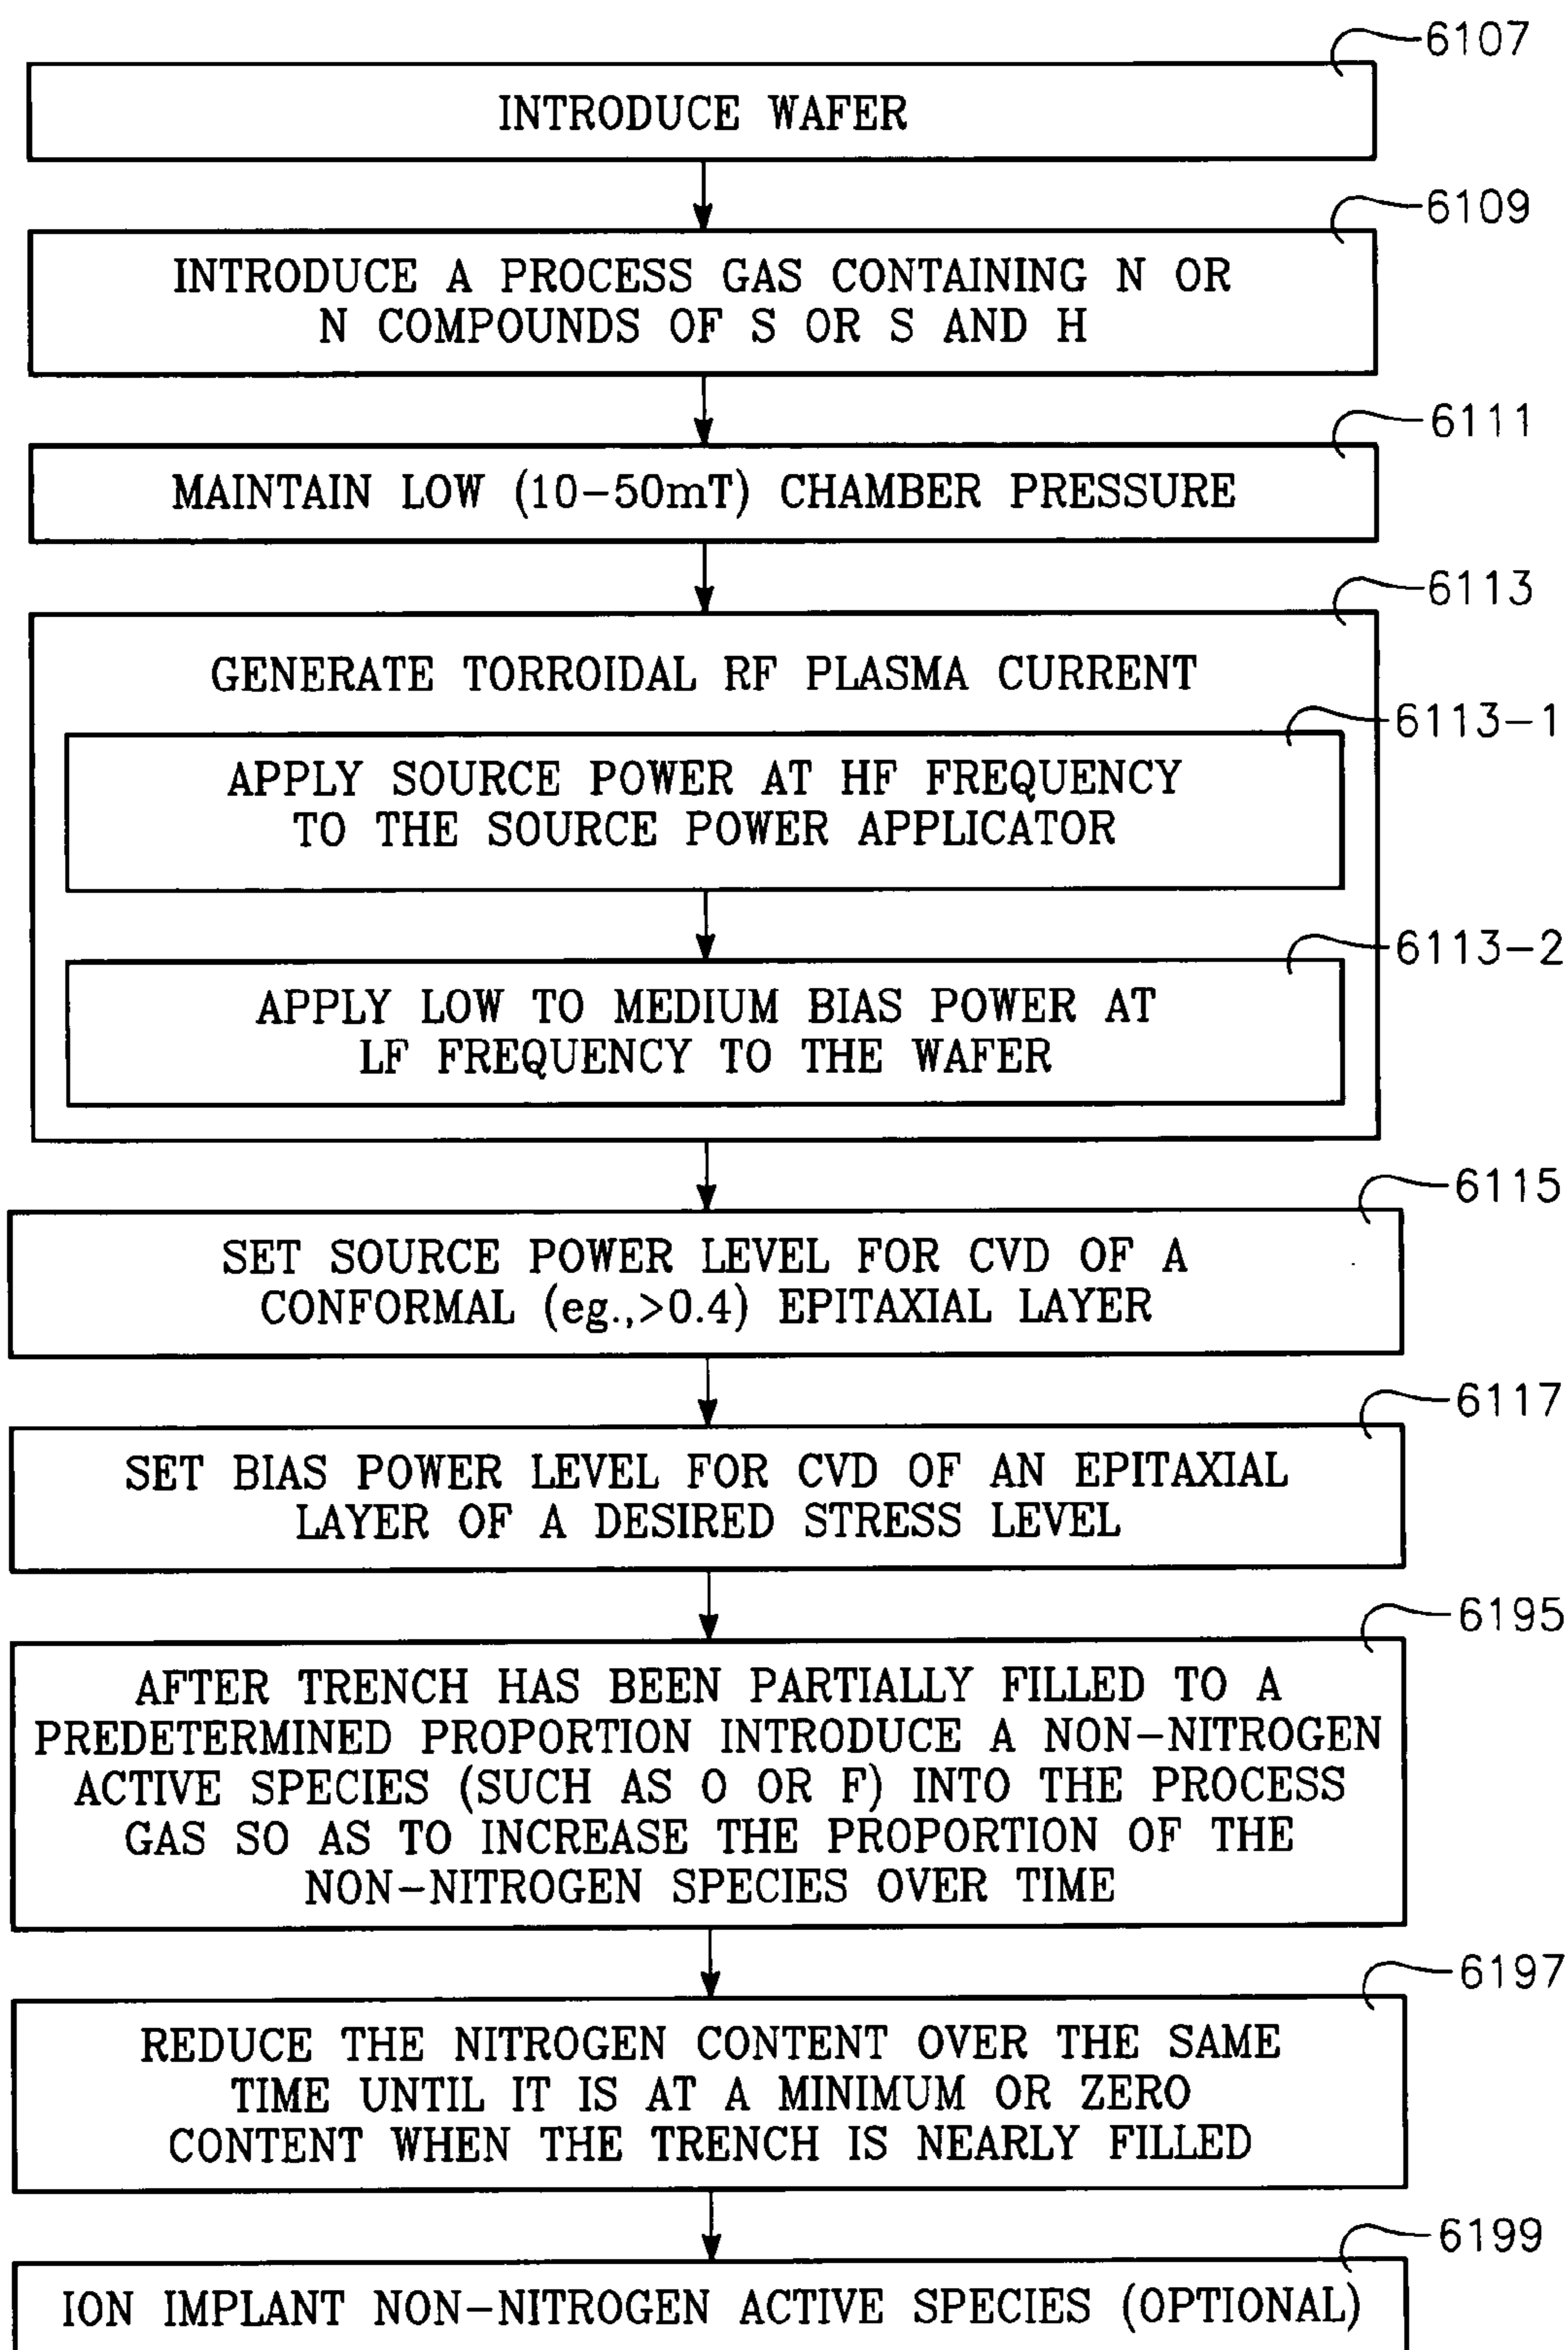 6107
INTRODUCE WAFER
6109
INTRODUCE A PROCESS GAS CONTAINING N OR
N COMPOUNDS OF S OR S AND H
6111
MAINTAIN LOW (10-50mT) CHAMBER PRESSURE
6113
GENERATE TORROIDAL RF PLASMA CURRENT
6113-1
APPLY SOURCE POWER AT HF FREQUENCY
TO THE SOURCE POWER APPLICATOR
6113-2
APPLY LOW TO MEDIUM BIAS POWER AT
LF FREQUENCY TO THE WAFER
6115
SET SOURCE POWER LEVEL FOR CVD OF A
CONFORMAL (eg.,>0.4) EPITAXIAL LAYER
6117
SET BIAS POWER LEVEL FOR CVD OF AN EPITAXIAL
LAYER OF A DESIRED STRESS LEVEL
6195
AFTER TRENCH HAS BEEN PARTIALLY FILLED TO A
PREDETERMINED PROPORTION INTRODUCE A NON-NITROGEN
ACTIVE SPECIES (SUCH AS O OR F) INTO THE PROCESS
GAS SO AS TO INCREASE THE PROPORTION OF THE
NON-NITROGEN SPECIES OVER TIME
6197
REDUCE THE NITROGEN CONTENT OVER THE SAME
TIME UNTIL IT IS AT A MINIMUM OR ZERO
CONTENT WHEN THE TRENCH IS NEARLY FILLED
6199
ION IMPLANT NON-NITROGEN ACTIVE SPECIES (OPTIONAL)